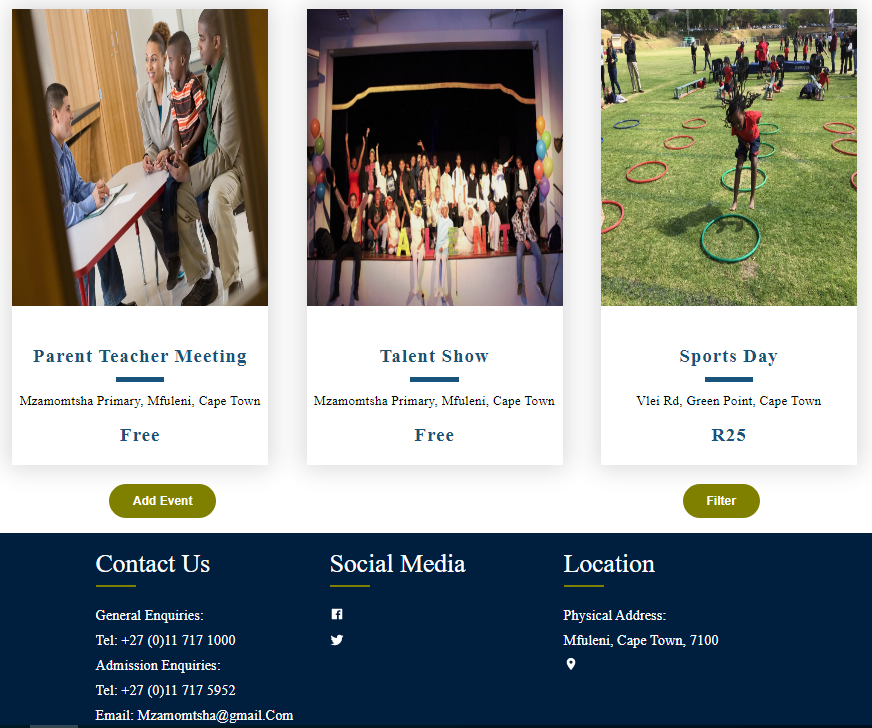 TALENT
Parent Teacher Meeting
Mzamomtsha Primary, Mfuleni, Cape Town
Free
Talent Show
Mzamomtsha Primary, Mfuleni, Cape Town
Free
Sports Day
Vlei Rd, Green Point, Cape Town
R25
Add Event
Filter
Contact Us
General Enquiries:
Tel: +27 (0)11 717 1000
Admission Enquiries:
Tel: +27 (0)11 717 5952
Email: Mzamomtsha@gmail.Com
Social Media
Location
Physical Address:
Mfuleni, Cape Town, 7100